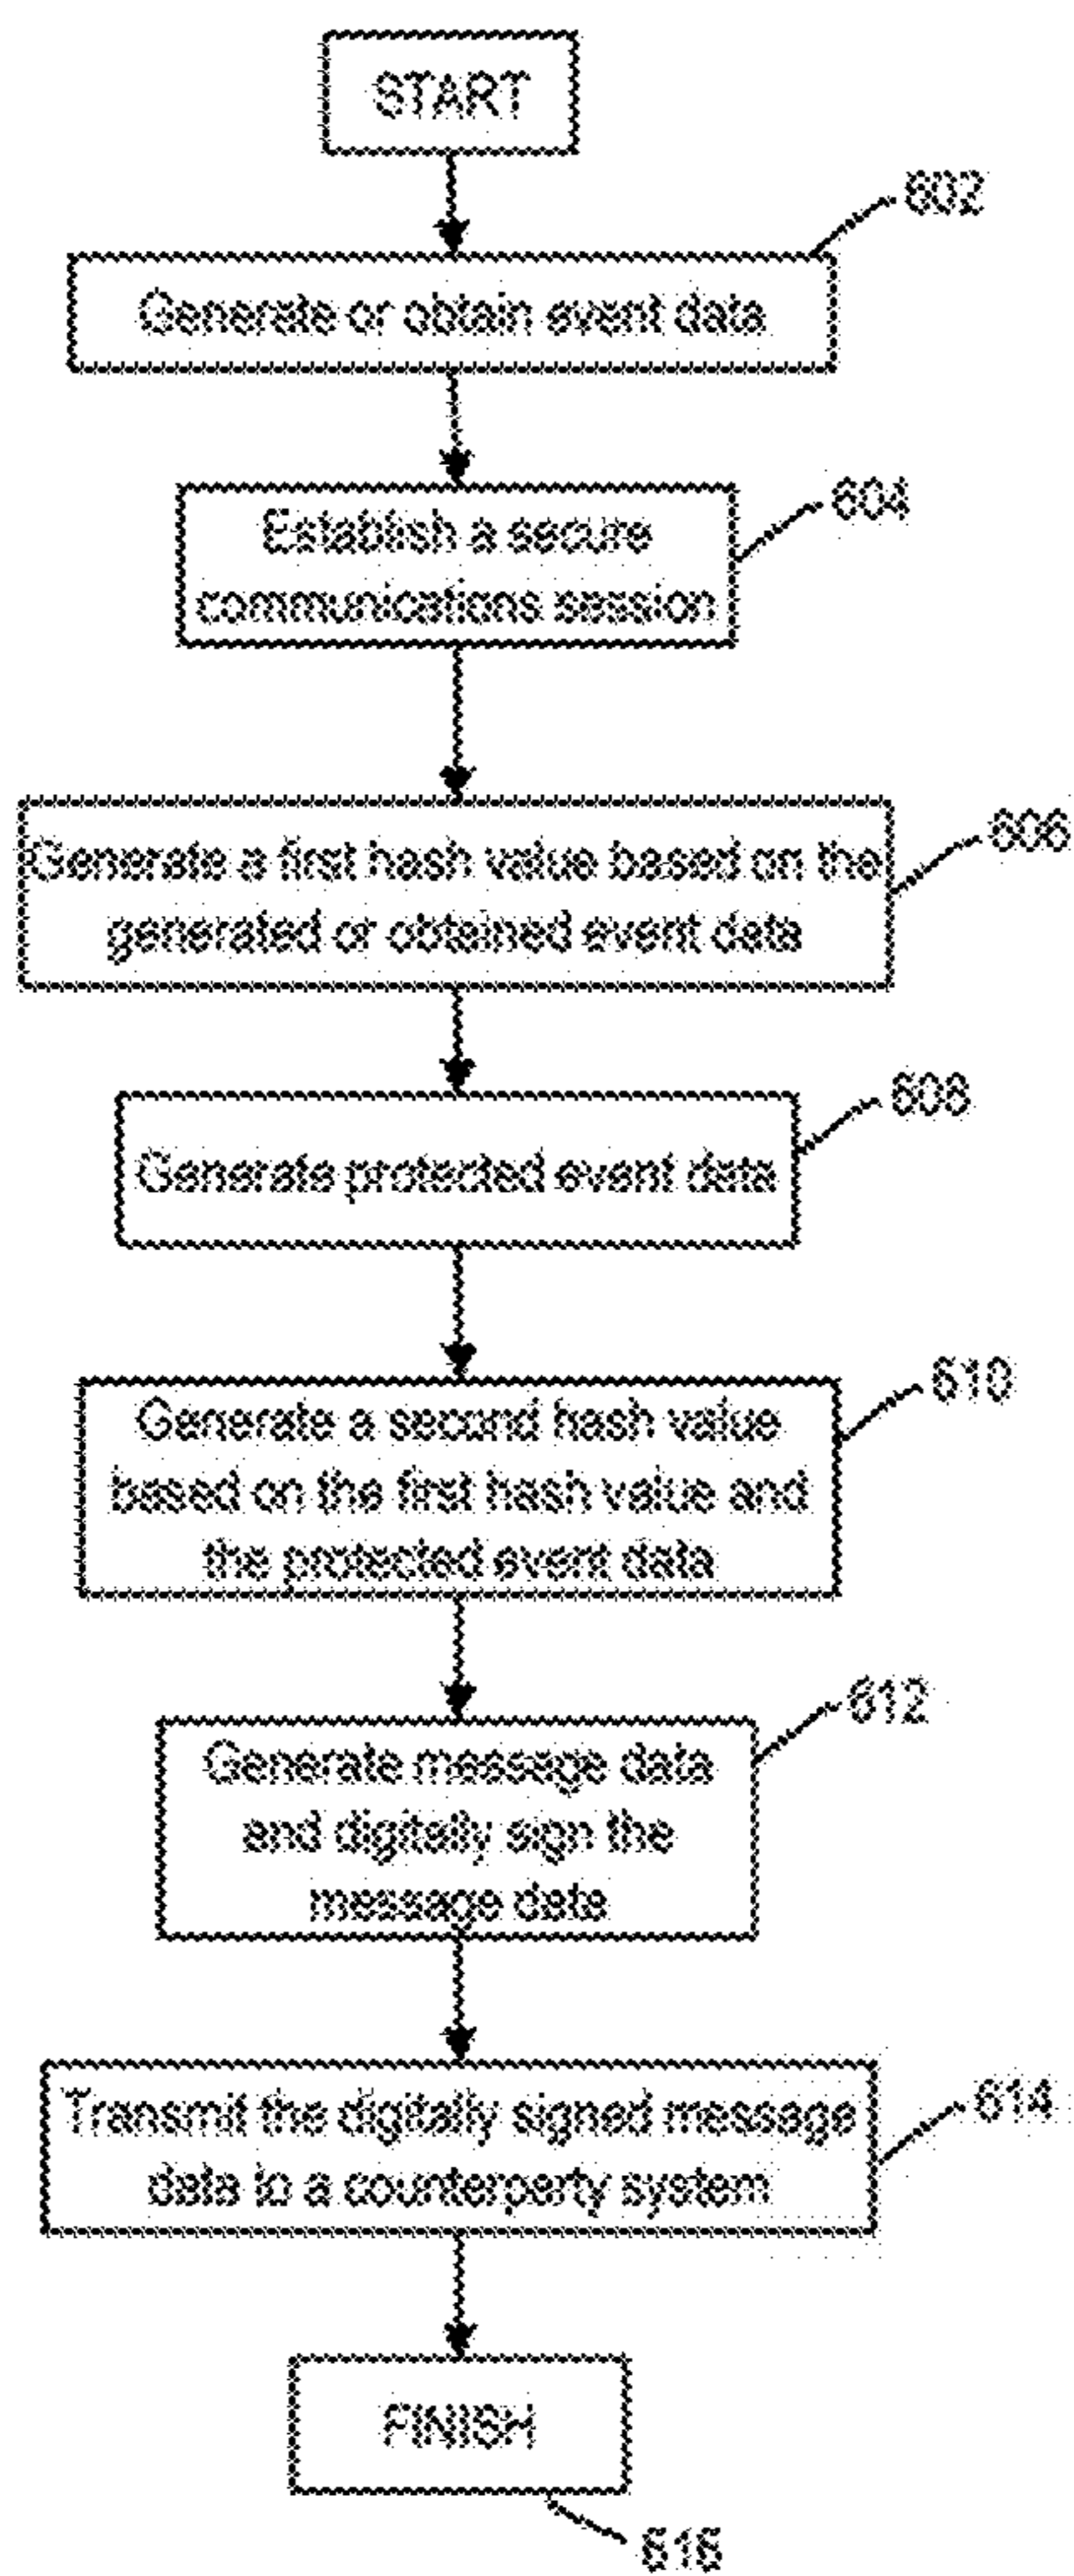 START
602
Generate or obtain event data
604
Establish a secure
communications session
606
Generate a first hash value based on the
generated or obtained event data
608
Generate protected event data
610
Generate a second hash value
based on the first hash value and
the protected event data
612
Generate message data
and digitally sign the
message data
614
Transmit the digitally signed message
data to a counterparty system
FINISH
616